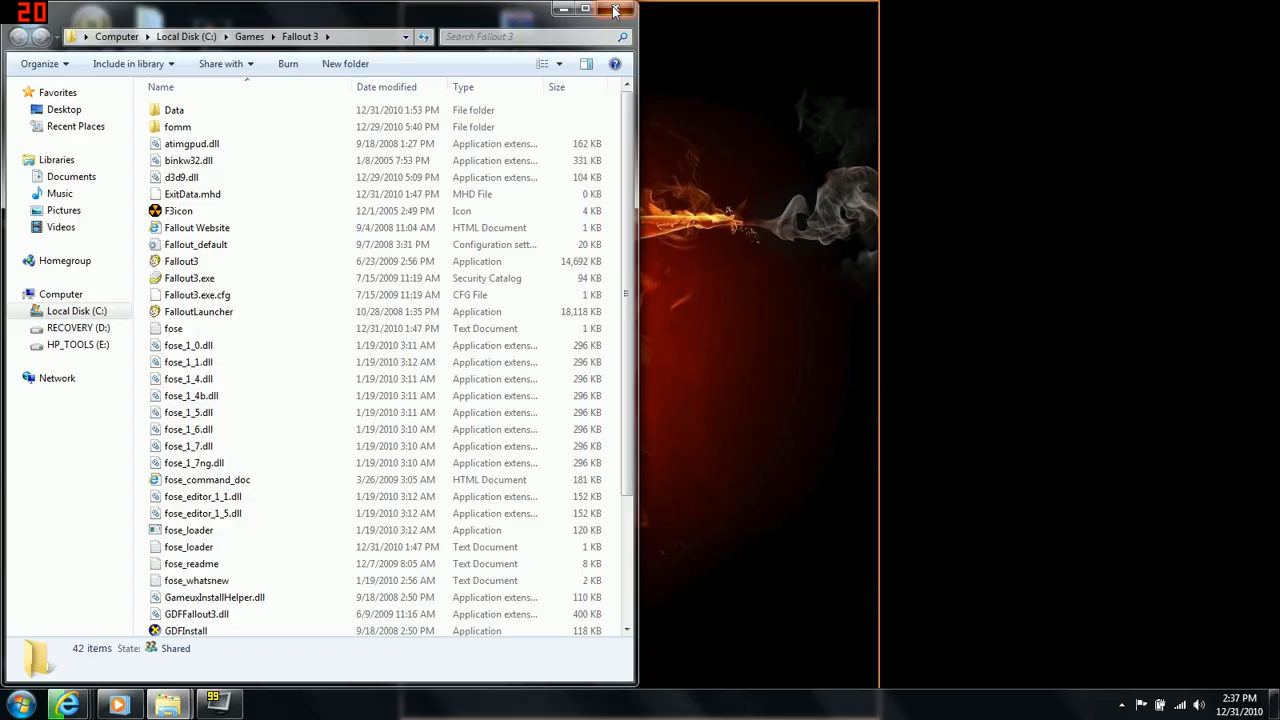 20
Computer Local Disk (C:) Games Fallout 3 Search Fallout 3
Organize Include in library Share with Burn New folder
Name Date modified Type Size
Favorites
Desktop
Recent Places
Libraries
Documents
Music
Pictures
Videos
Homegroup
Computer
Local Disk (C:)
RECOVERY (D:)
HP_TOOLS (E:)
Network
Data 12/31/2010 1:53 PM File folder
fomm 12/29/2010 5:40 PM File folder
atimgpud.dll 9/18/2008 1:27 PM Application extens... 162 KB
binkw32.dll 1/8/2005 7:53 PM Application extens... 331 KB
d3d9.dll 12/29/2010 5:09 PM Application extens... 104 KB
ExitData.mhd 12/31/2010 1:47 PM MHD File 0 KB
F3icon 12/1/2005 2:49 PM Icon 4 KB
Fallout Website 9/4/2008 11:04 AM HTML Document 1 KB
Fallout_default 9/7/2008 3:31 PM Configuration sett... 20 KB
Fallout3 6/23/2009 2:56 PM Application 14,692 KB
Fallout3.exe 7/15/2009 11:19 AM Security Catalog 94 KB
Fallout3.exe.cfg 7/15/2009 11:19 AM CFG File 1 KB
FalloutLauncher 10/28/2008 1:35 PM Application 18,118 KB
fose 12/31/2010 1:47 PM Text Document 1 KB
fose_1_0.dll 1/19/2010 3:11 AM Application extens... 296 KB
fose_1_1.dll 1/19/2010 3:12 AM Application extens... 296 KB
fose_1_4.dll 1/19/2010 3:11 AM Application extens... 296 KB
fose_1_4b.dll 1/19/2010 3:11 AM Application extens... 296 KB
fose_1_5.dll 1/19/2010 3:11 AM Application extens... 296 KB
fose_1_6.dll 1/19/2010 3:10 AM Application extens... 296 KB
fose_1_7.dll 1/19/2010 3:10 AM Application extens... 296 KB
fose_1_7ng.dll 1/19/2010 3:10 AM Application extens... 296 KB
fose_command_doc 3/26/2009 3:05 AM HTML Document 181 KB
fose_editor_1_1.dll 1/19/2010 3:12 AM Application extens... 152 KB
fose_editor_1_5.dll 1/19/2010 3:12 AM Application extens... 152 KB
fose_loader 1/19/2010 3:12 AM Application 120 KB
fose_loader 12/31/2010 1:47 PM Text Document 1 KB
fose_readme 12/7/2009 8:05 AM Text Document 8 KB
fose_whatsnew 1/19/2010 2:56 AM Text Document 2 KB
GameuxInstallHelper.dll 9/18/2008 2:50 PM Application extens... 110 KB
GDFFallout3.dll 6/9/2009 11:16 AM Application extens... 400 KB
GDFInstall 9/18/2008 2:50 PM Application 118 KB
42 items State: Shared
99
2:37 PM
12/31/2010